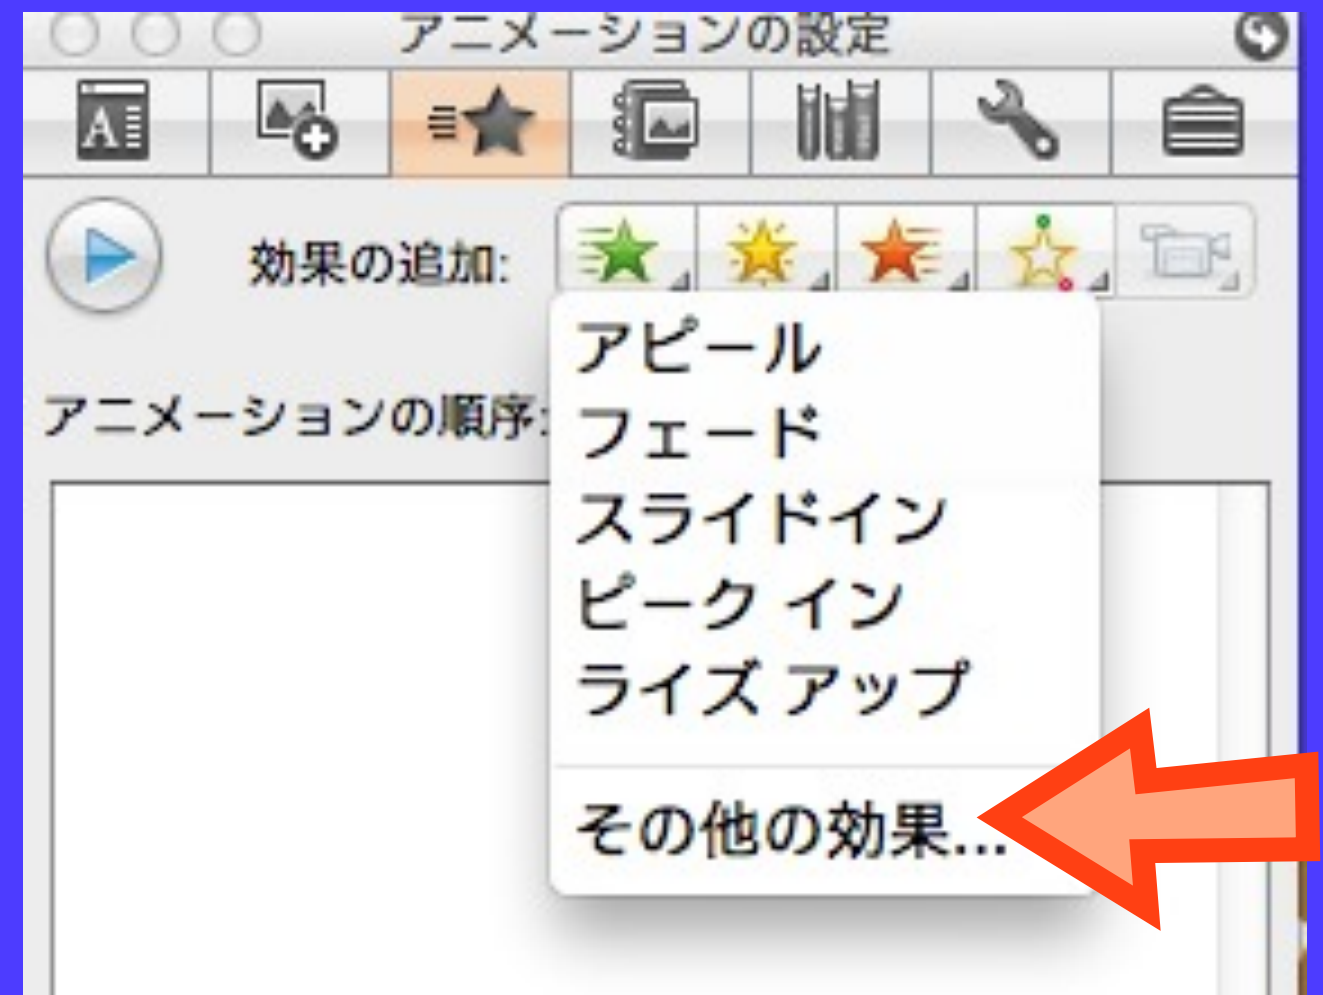 アニメーションの設定
A
効果の追加:
アピール
フェード
アニメーションの順序:
スライドイン
ピーク イン
ライズ アップ
その他の効果...